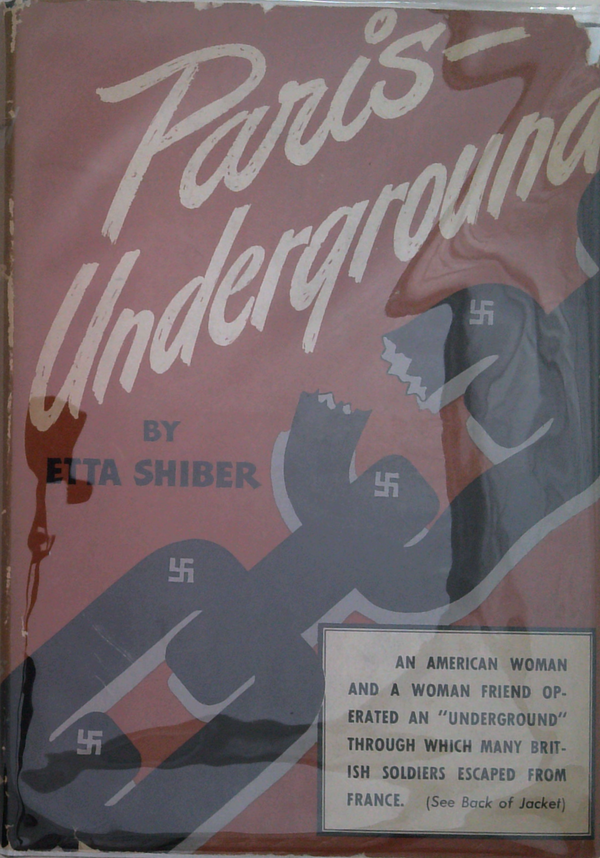 Paris-
Underground
BY
ETTA SHIBER
AN AMERICAN WOMAN
AND A WOMAN FRIEND OP-
ERATED AN "UNDERGROUND"
THROUGH WHICH MANY BRIT-
ISH SOLDIERS ESCAPED FROM
FRANCE. (See Back of Jacket)